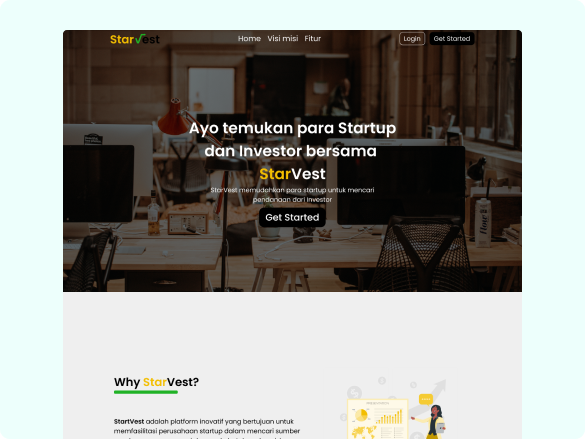 StarVest
Home Visi misi Fitur
Login Get Started
Ayo temukan para Startup
dan Investor bersama
StarVest
StarVest memudahkan para startup untuk mencari
pendanaan dari Investor
Get Started
Why StarVest?
StartVest adalah platform inovatif yang bertujuan untuk
memfasilitasi perusahaan startup dalam mencari sumber